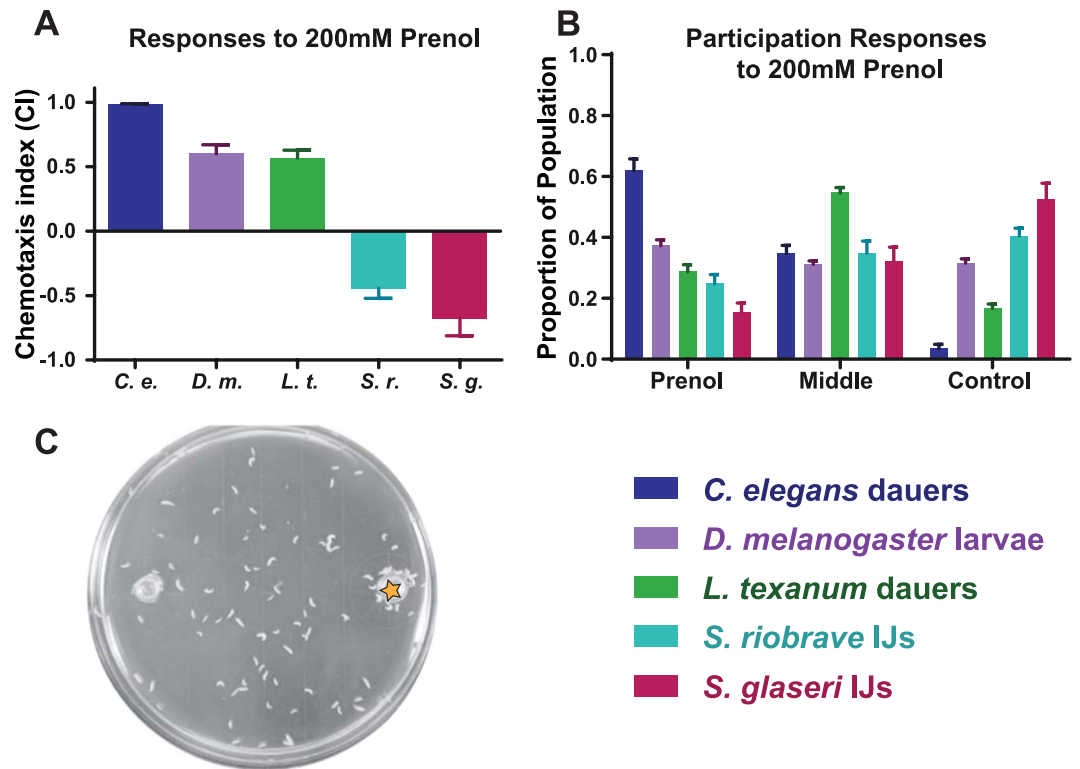 A
Responses to 200mM Prenol
Chemotaxis index (CI)
1.0
0.5
0.0
-0.5
-1.0
C. e.
D. m.
L. t.
S. r.
S. g.
B
Participation Responses
to 200mM Prenol
Proportion of Population
1.0
0.8
0.6
0.4
0.2
0.0
Prenol
Middle
Control
C
C. elegans dauers
D. melanogaster larvae
L. texanum dauers
S. riobrave IJs
S. glaseri IJs